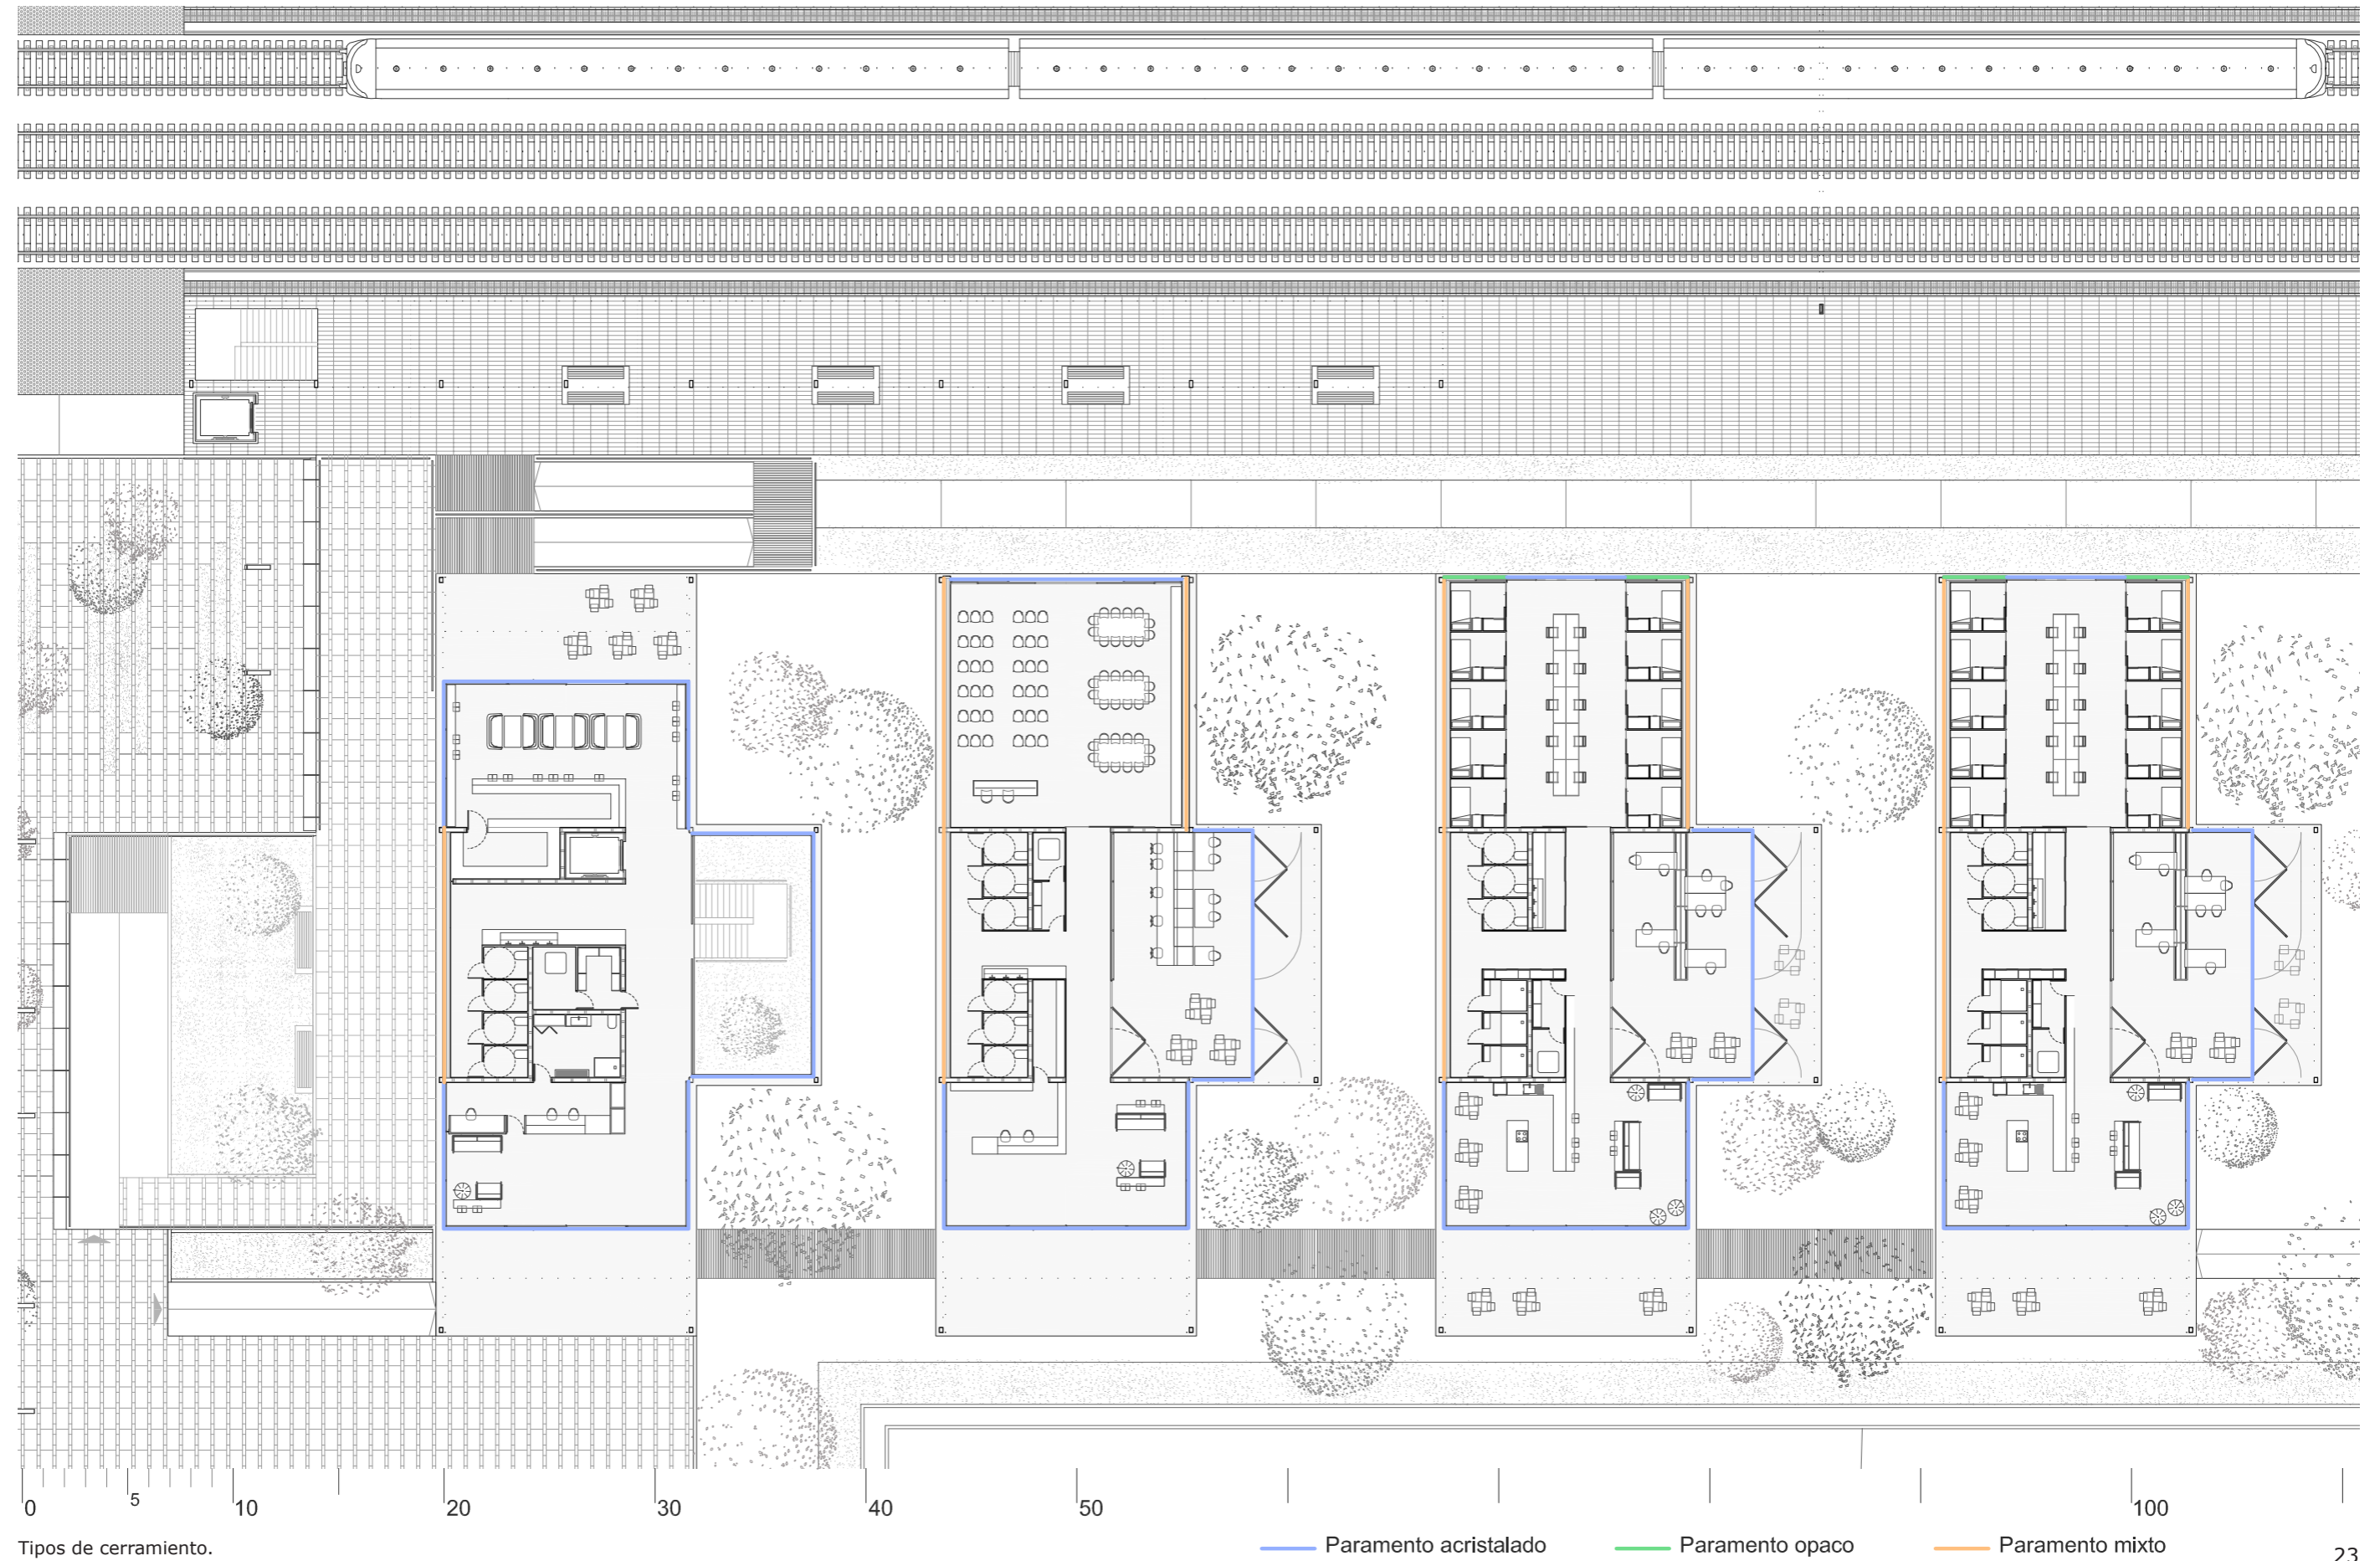 0 5 10 20 30 40 50 100
Paramento acristalado Paramento opaco Paramento mixto
Tipos de cerramiento.
23